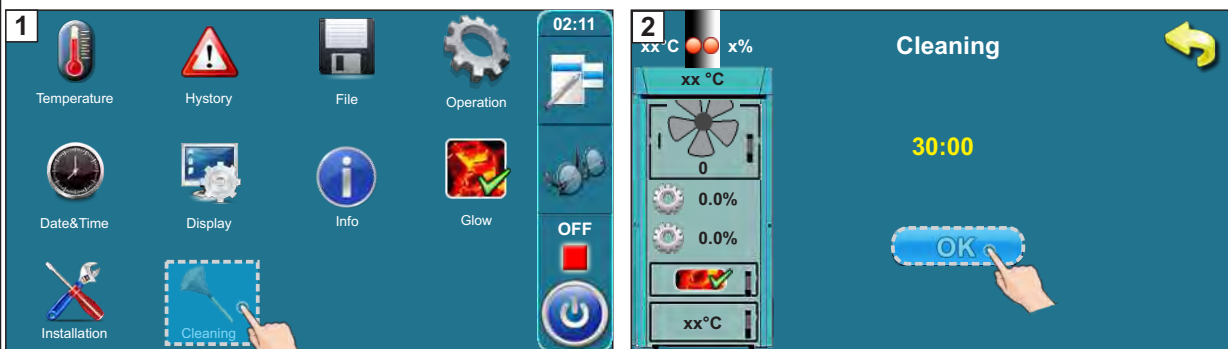 1
02:11
Temperature
Hystory
File
Operation
Date&Time
Display
Info
Glow
OFF
Installation
Cleaning
2
xx°C x%
Cleaning
xx °C
30:00
0
0.0%
0.0%
OK
xx°C